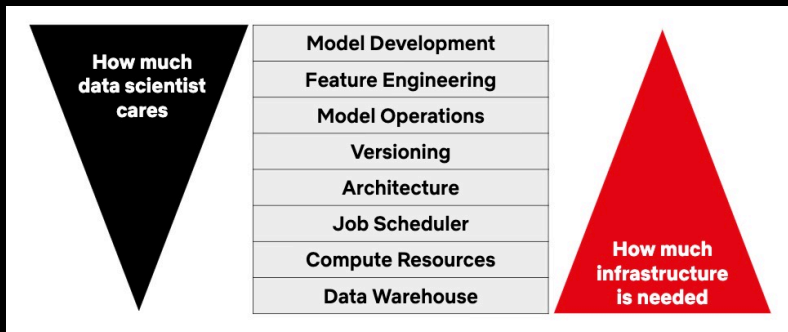 How much
data scientist
cares
Model Development
Feature Engineering
Model Operations
Versioning
Architecture
Job Scheduler
Compute Resources
Data Warehouse
How much
infrastructure
is needed